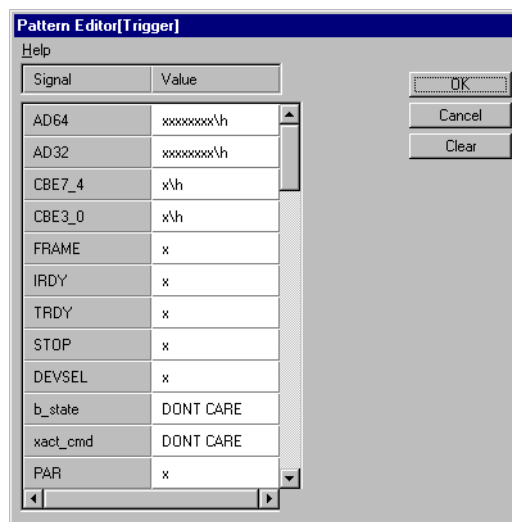 Pattern Editor[Trigger]
Help
Signal Value
OK
AD64 xxxxxxxx\h
Cancel
AD32 xxxxxxxx\h
Clear
CBE7_4 x\h
CBE3_0 x\h
FRAME x
IRDY x
TRDY x
STOP x
DEVSEL x
b_state DONT CARE
xact_cmd DONT CARE
PAR x